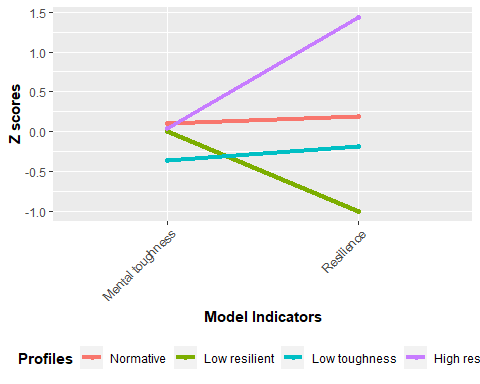 1.5
1.0
0.5
0.0
-0.5
-1.0
Z scores
Mental toughness
Resilience
Model Indicators
Profiles Normative Low resilient Low toughness High res